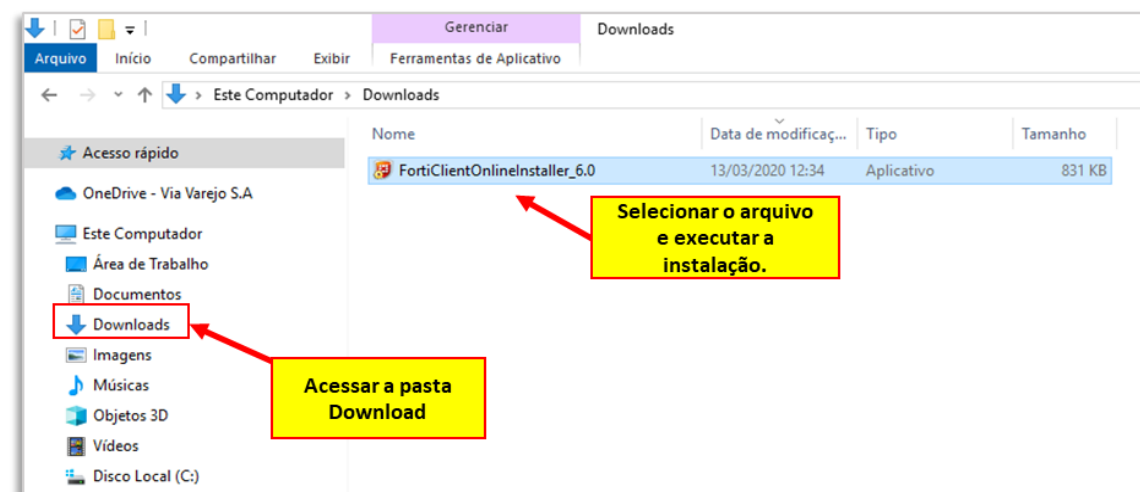 Gerenciar
Downloads
Arquivo
Início
Compartilhar
Exibir
Ferramentas de Aplicativo
Este Computador
Downloads
Nome
Data de modificaç...
Tipo
Tamanho
Acesso rápido
FortiClientOnlineInstaller_6.0
13/03/2020 12:34
Aplicativo
831 KB
OneDrive - Via Varejo S.A
Este Computador
Área de Trabalho
Documentos
Downloads
Imagens
Músicas
Objetos 3D
Vídeos
Disco Local (C:)
Selecionar o arquivo
e executar a
instalação.
Acessar a pasta
Download